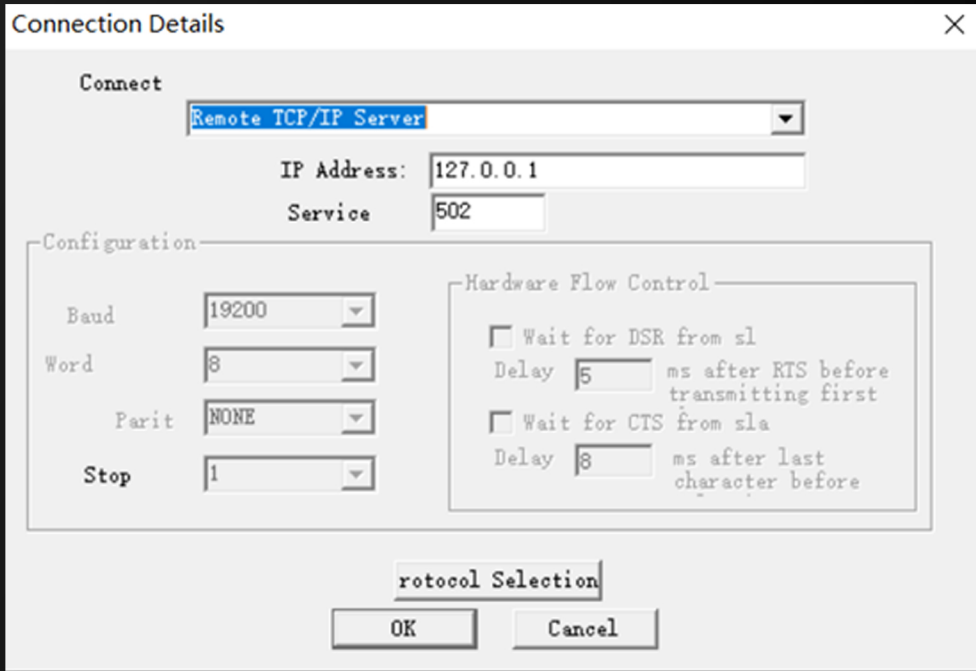 Connection Details
Connect
Remote TCP/IP Server
IP Address: 127.0.0.1
Service 502
Configuration
Baud 19200
Word 8
Parit NONE
Stop 1
Hardware Flow Control
Wait for DSR from sl
Delay 5 ms after RTS before
transmitting first
Wait for CTS from sla
Delay 8 ms after last
character before
rotocol Selection
OK Cancel